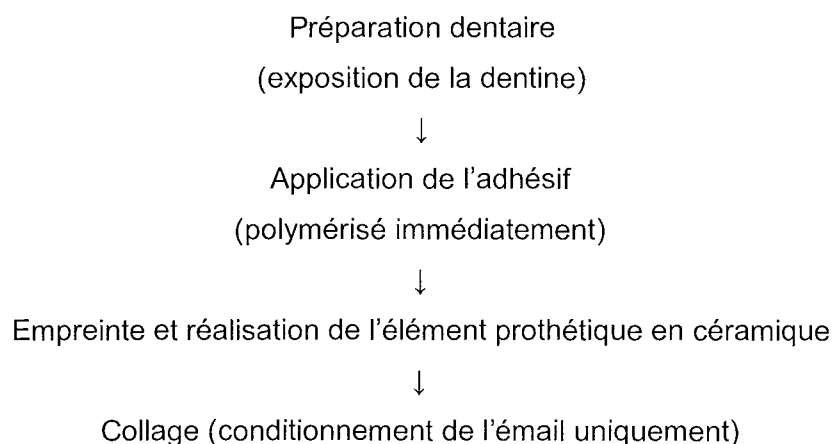 Préparation dentaire
(exposition de la dentine)
↓
Application de l'adhésif
(polymérisé immédiatement)
↓
Empreinte et réalisation de l'élément prothétique en céramique
↓
Collage (conditionnement de l'émail uniquement)